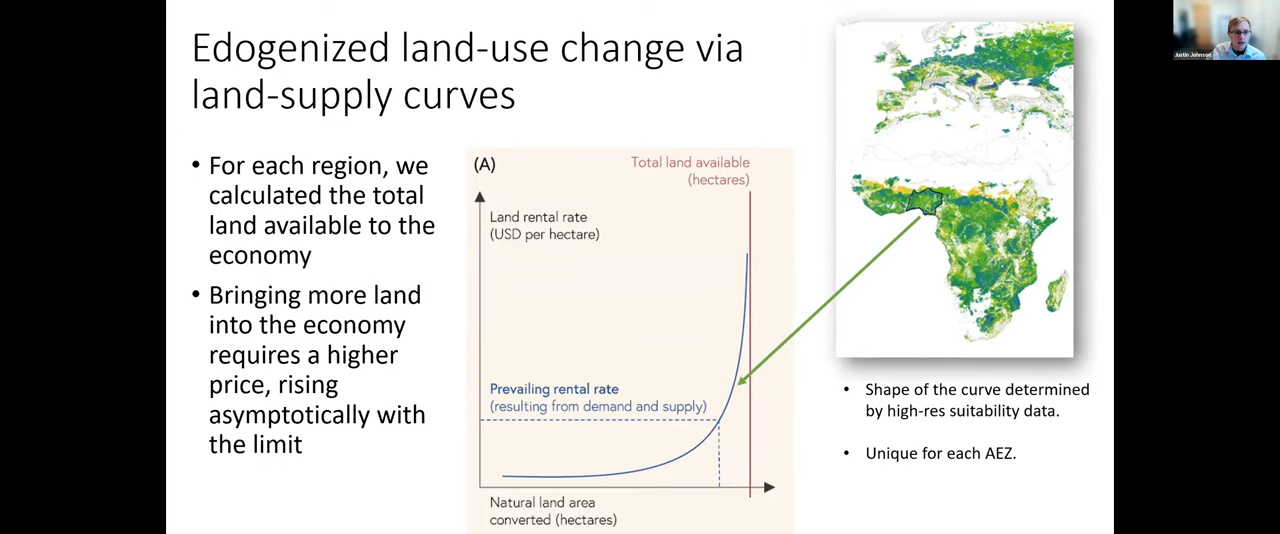 Edogenized land-use change via
land-supply curves
• For each region, we
calculated the total
land available to the
economy
• Bringing more land
into the economy
requires a higher
price, rising
asymptotically with
the limit
(A)
Total land available
(hectares)
Land rental rate
(USD per hectare)
Prevailing rental rate
(resulting from demand and supply)
Natural land area
converted (hectares)
• Shape of the curve determined
by high-res suitability data.
• Unique for each AEZ.
Justin Johnson